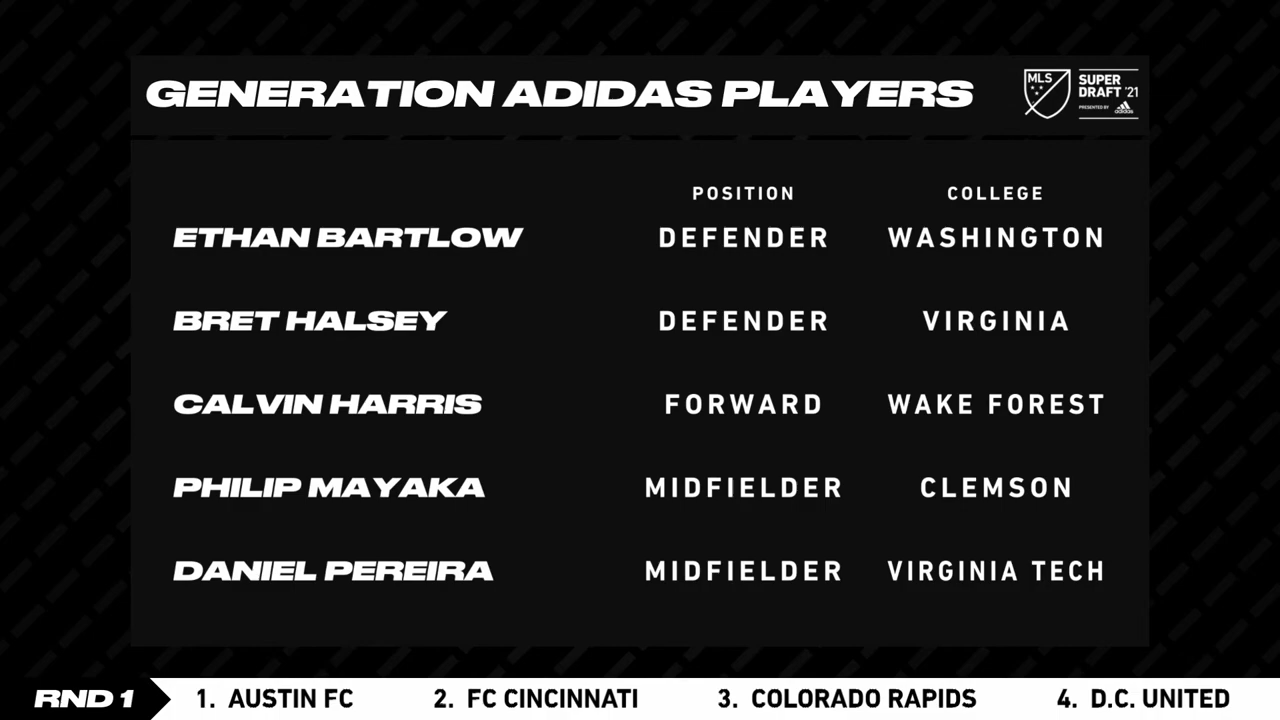 GENERATION ADIDAS PLAYERS
MLS
SUPER
DRAFT '21
PRESENTED BY adidas
POSITION COLLEGE
ETHAN BARTLOW DEFENDER WASHINGTON
BRET HALSEY DEFENDER VIRGINIA
CALVIN HARRIS FORWARD WAKE FOREST
PHILIP MAYAKA MIDFIELDER CLEMSON
DANIEL PEREIRA MIDFIELDER VIRGINIA TECH
RND 1 1. AUSTIN FC 2. FC CINCINNATI 3. COLORADO RAPIDS 4. D.C. UNITED